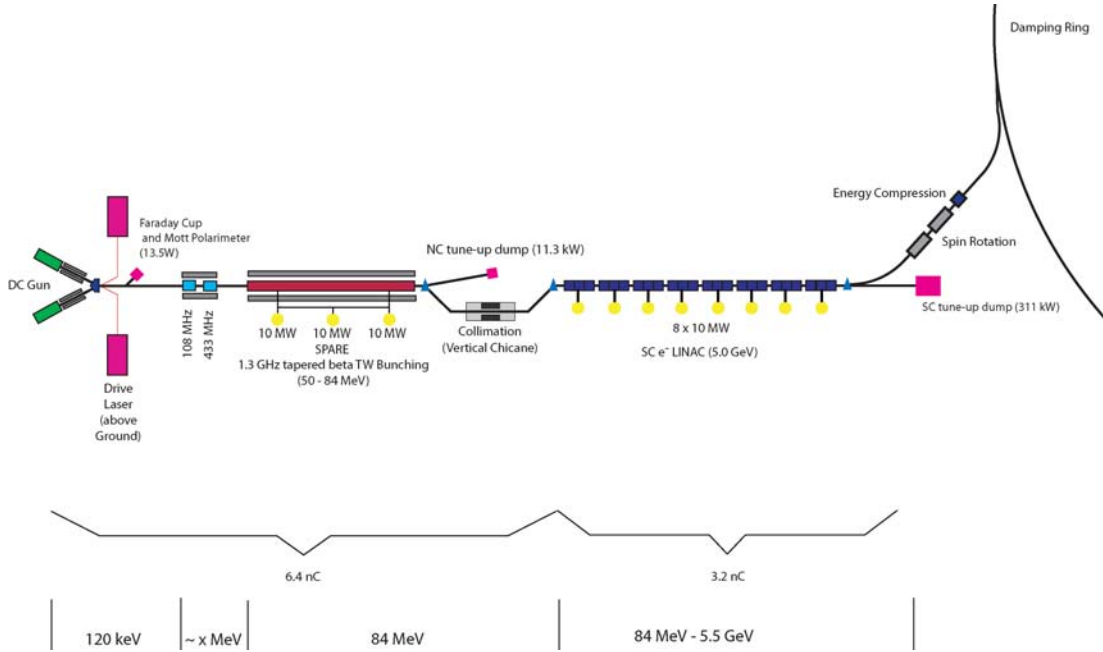 Damping Ring
Energy Compression
Spin Rotation
Faraday Cup
and Mott Polarimeter
(13.5W)
NC tune-up dump (11.3 kW)
DC Gun
SC tune-up dump (311 kW)
108 MHz
433 MHz
10 MW
10 MW
10 MW
SPARE
1.3 GHz tapered beta TW Bunching
(50 - 84 MeV)
Collimation
(Vertical Chicane)
8 x 10 MW
SC e⁻ LINAC (5.0 GeV)
Drive
Laser
(above
Ground)
6.4 nC
3.2 nC
120 keV
~ x MeV
84 MeV
84 MeV - 5.5 GeV